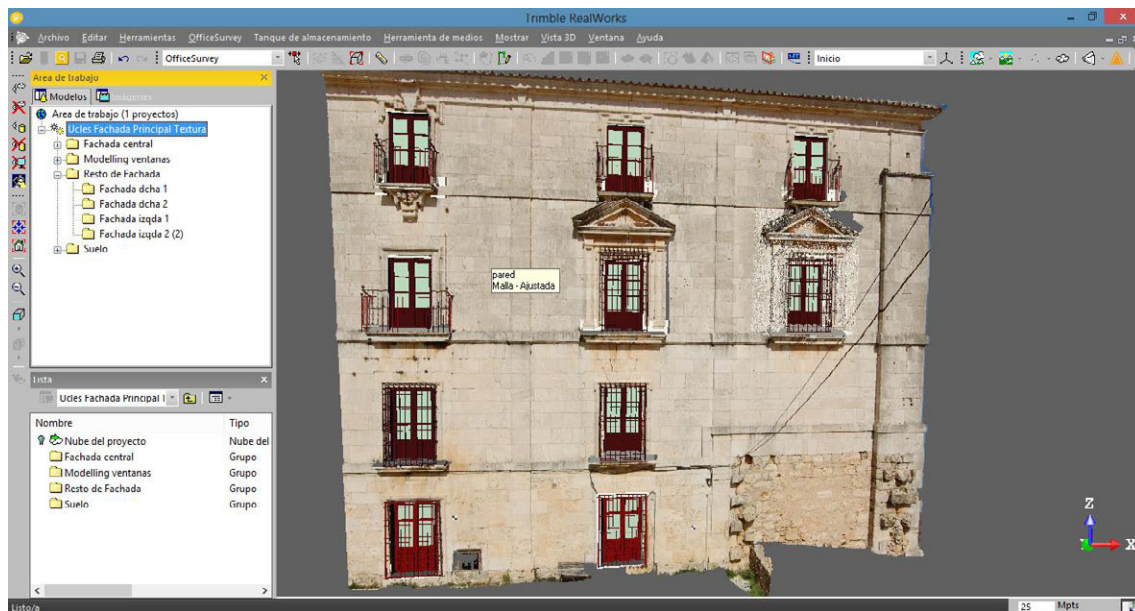 Trimble RealWorks
Archivo Editar Herramientas OfficeSurvey Tanque de almacenamiento Herramienta de medios Mostrar Vista 3D Ventana Ayuda
OfficeSurvey Inicio
Area de trabajo
Modelos Imágenes
Area de trabajo (1 proyectos)
Ucles Fachada Principal Textura
Fachada central
Modelling ventanas
Resto de Fachada
Fachada dcha 1
Fachada dcha 2
Fachada izqda 1
Fachada izqda 2 (2)
Suelo
pared
Malla - Ajustada
Lista
Ucles Fachada Principal T
Nombre Tipo
Nube del proyecto Nube del
Fachada central Grupo
Modelling ventanas Grupo
Resto de Fachada Grupo
Suelo Grupo
Z
X
Listo/a 25 Mpts